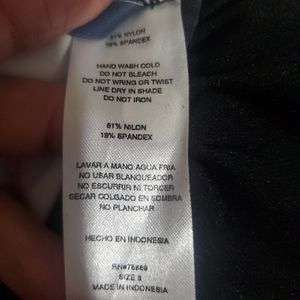 81% NYLON
19% SPANDEX
HAND WASH COLD
DO NOT BLEACH
DO NOT WRING OR TWIST
LINE DRY IN SHADE
DO NOT IRON
81% NILON
19% SPANDEX
LAVAR A MANO AGUA FRIA
NO USAR BLANQUEADOR
NO ESCURRIR NI TORCER
SECAR COLGADO EN SOMBRA
NO PLANCHAR
HECHO EN INDONESIA
SIZE 8
MADE IN INDONESIA